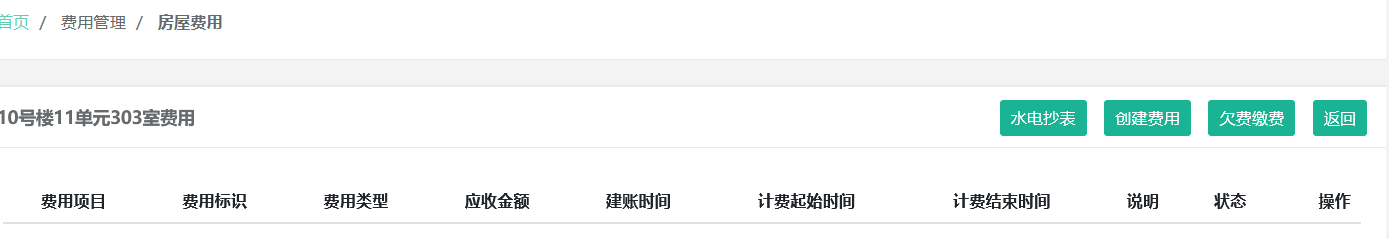 首页 / 费用管理 / 房屋费用
10号楼11单元303室费用 水电抄表 创建费用 欠费缴费 返回
费用项目 费用标识 费用类型 应收金额 建账时间 计费起始时间 计费结束时间 说明 状态 操作